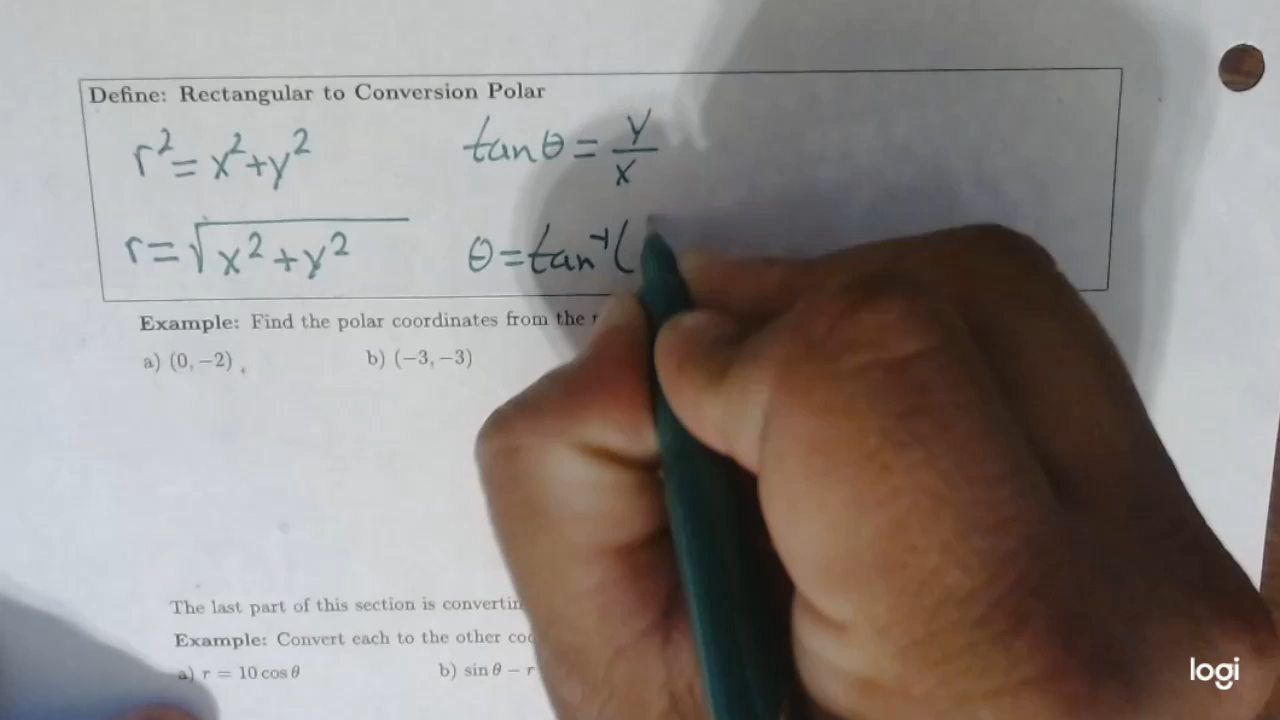 Define: Rectangular to Conversion Polar
r² = x² + y²
tan θ = y/x
r = √(x² + y²)
θ = tan⁻¹(
Example: Find the polar coordinates from the
a) (0, −2)
b) (−3, −3)
The last part of this section is
Example: Convert each to the other
a) r = 10 cos θ
b) sin θ − r
logi